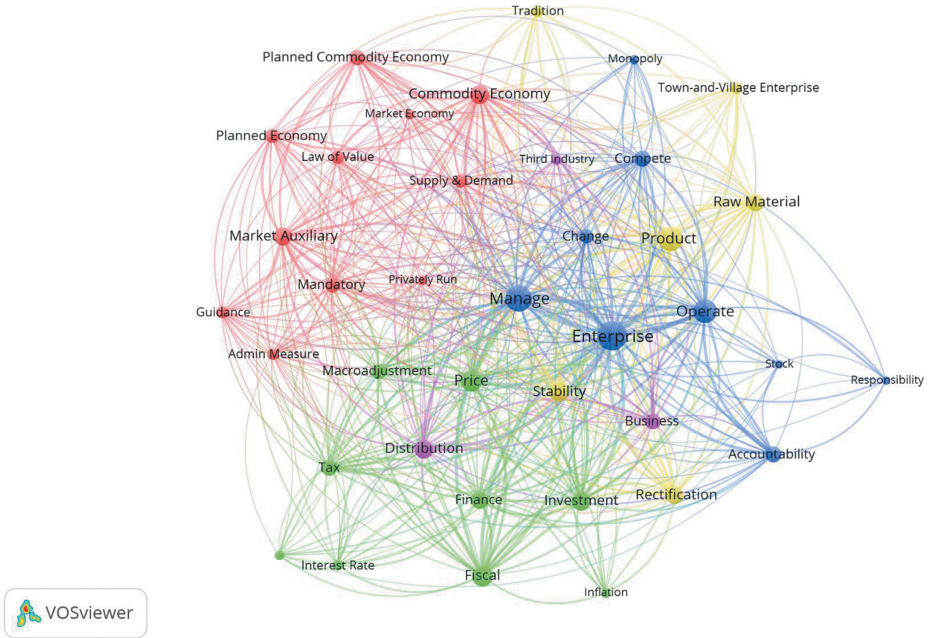 Tradition
Planned Commodity Economy
Monopoly
Town-and-Village Enterprise
Commodity Economy
Market Economy
Planned Economy
Law of Value
Third Industry
Compete
Supply & Demand
Raw Material
Market Auxiliary
Change
Product
Privately Run
Mandatory
Manage
Guidance
Operate
Enterprise
Admin Measure
Macroadjustment
Stock
Price
Responsibility
Stability
Business
Distribution
Accountability
Tax
Finance
Investment
Rectification
Interest Rate
Fiscal
Inflation
VOSviewer